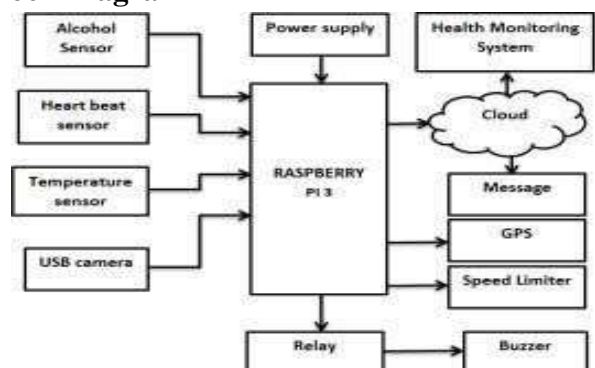 Alcohol
Sensor
Power supply
Health Monitoring
System
Heart beat
sensor
Cloud
Temperature
sensor
RASPBERRY
PI 3
Message
GPS
USB camera
Speed Limiter
Relay
Buzzer